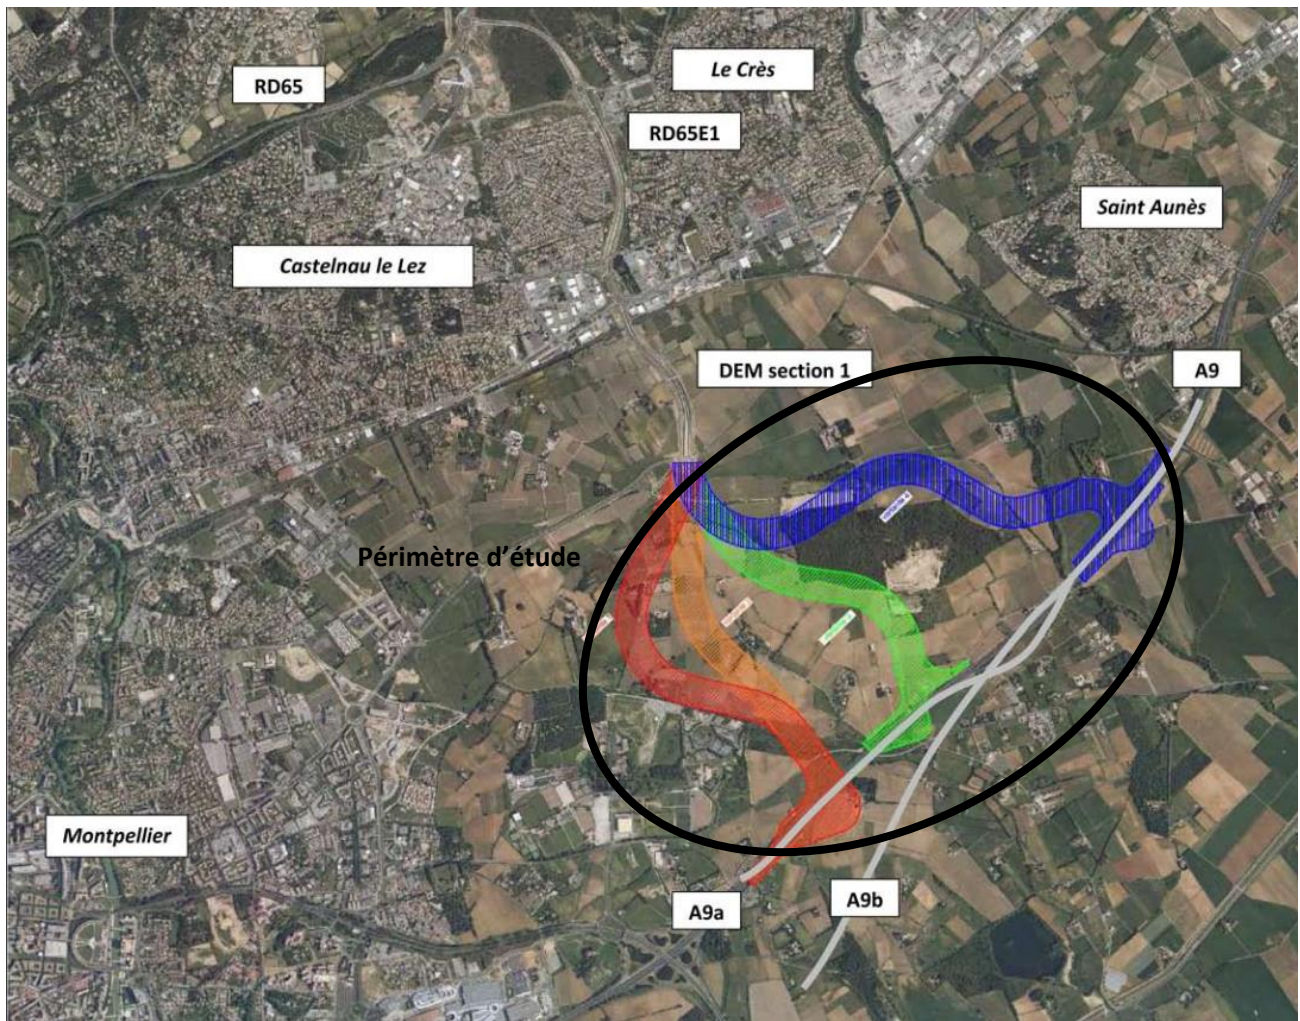 RD65
Le Crès
RD65E1
Saint Aunès
Castelnau le Lez
DEM section 1
A9
Périmètre d'étude
Montpellier
A9a
A9b